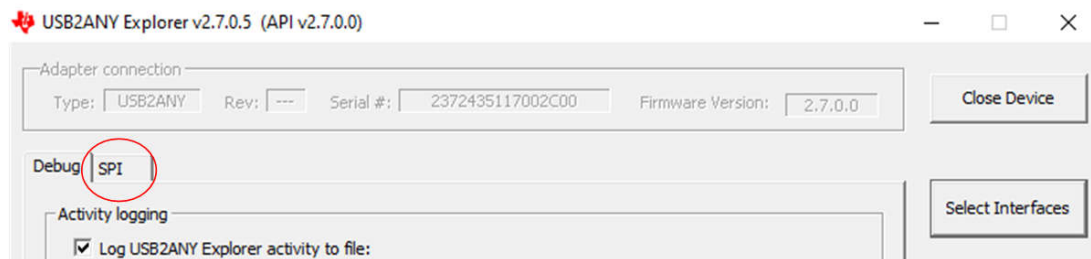 USB2ANY Explorer v2.7.0.5 (API v2.7.0.0)
Adapter connection
Type: USB2ANY Rev: --- Serial #: 2372435117002C00 Firmware Version: 2.7.0.0
Close Device
Debug SPI
Select Interfaces
Activity logging
Log USB2ANY Explorer activity to file: